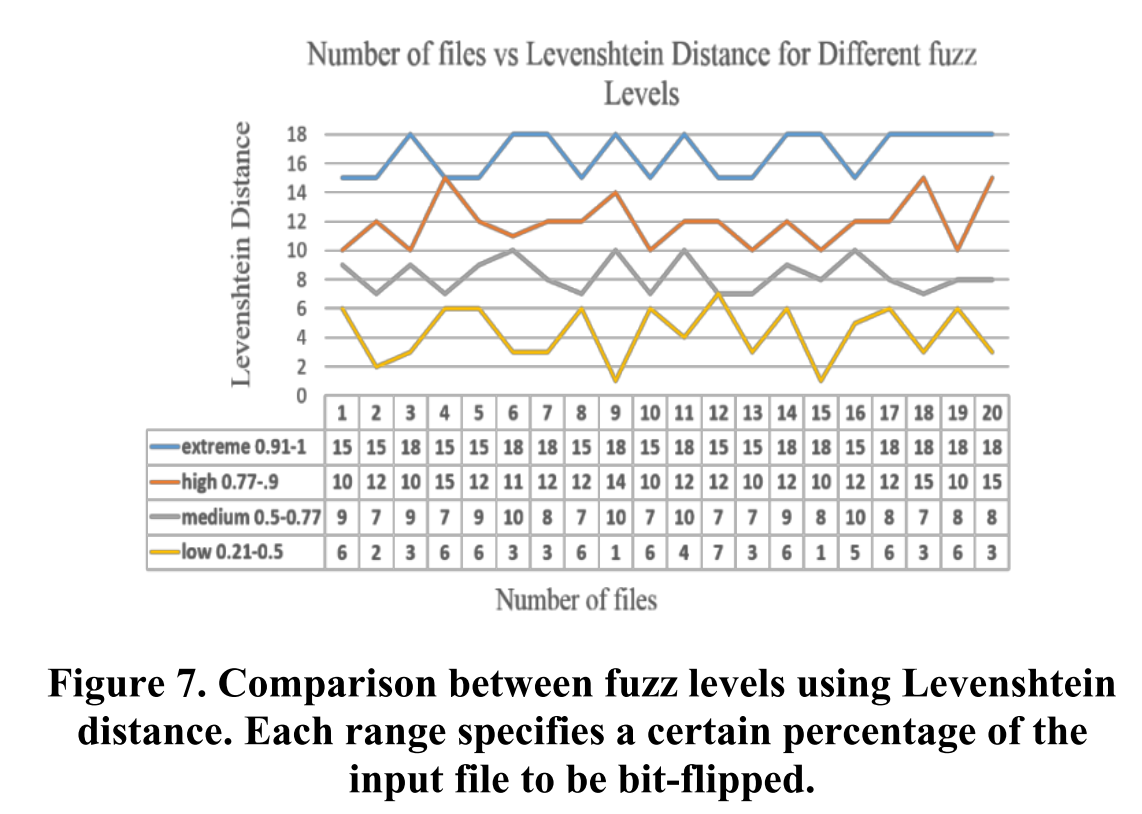 Number of files vs Levenshtein Distance for Different fuzz
Levels
Levenshtein Distance
18
16
14
12
10
8
6
4
2
0
1 2 3 4 5 6 7 8 9 10 11 12 13 14 15 16 17 18 19 20
extreme 0.91-1 15 15 18 15 15 18 18 15 18 15 18 15 15 18 18 15 18 18 18 18
high 0.77-.9 10 12 10 15 12 11 12 12 14 10 12 12 10 12 10 12 12 15 10 15
medium 0.5-0.77 9 7 9 7 9 10 8 7 10 7 10 7 7 9 8 10 8 7 8 8
low 0.21-0.5 6 2 3 6 6 3 3 6 1 6 4 7 3 6 1 5 6 3 6 3
Number of files
Figure 7. Comparison between fuzz levels using Levenshtein
distance. Each range specifies a certain percentage of the
input file to be bit-flipped.